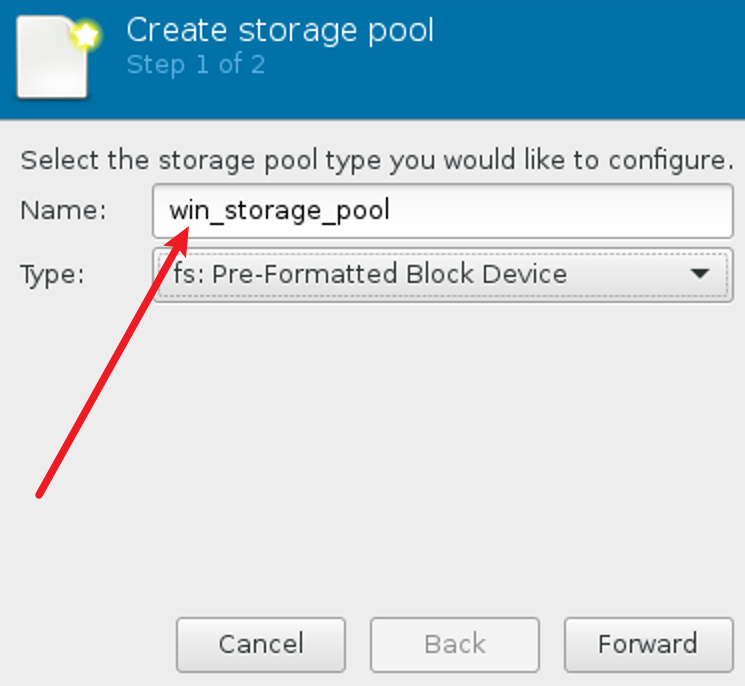 Create storage pool
Step 1 of 2
Select the storage pool type you would like to configure.
Name: win_storage_pool
Type: fs: Pre-Formatted Block Device
Cancel Back Forward